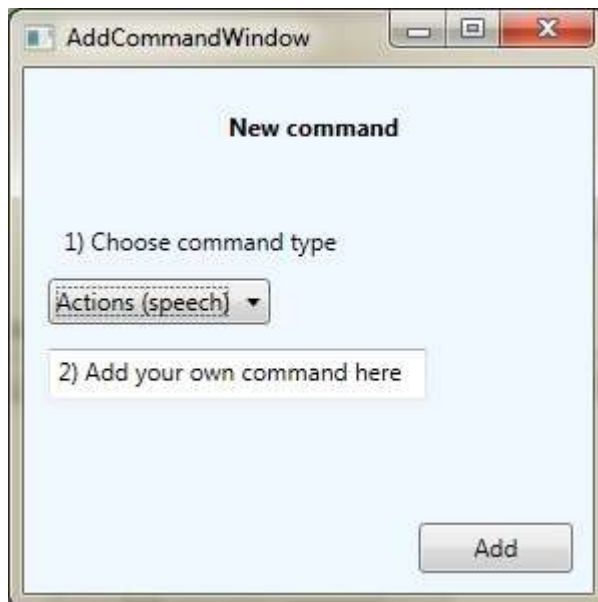 AddCommandWindow
New command
1) Choose command type
Actions (speech)
2) Add your own command here
Add